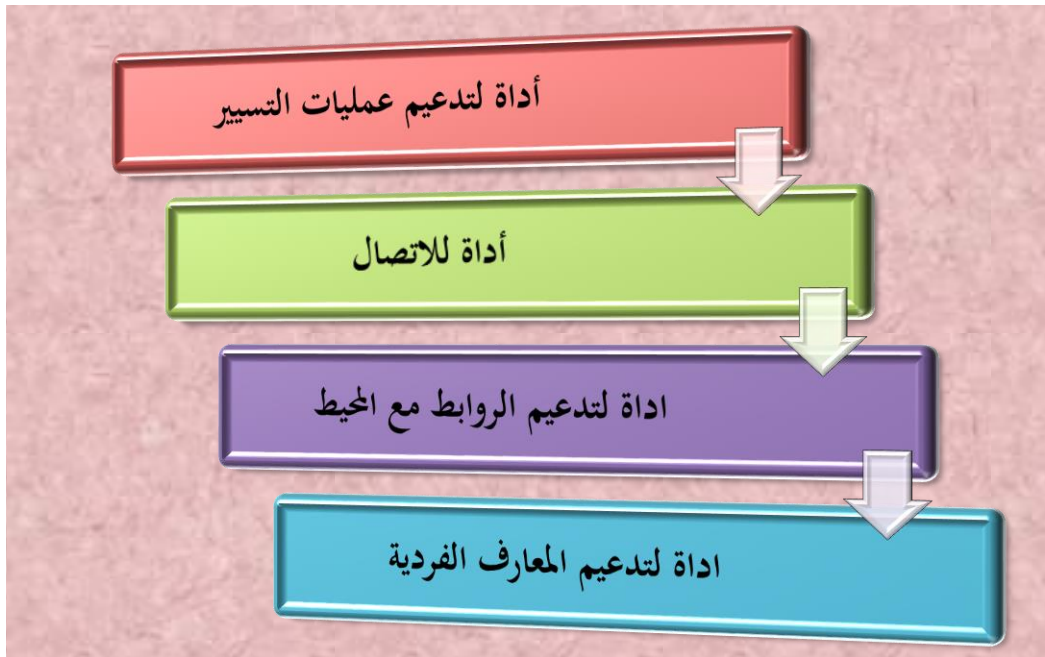 أداة لتدعيم عمليات التسيير
أداة للاتصال
اداة لتدعيم الروابط مع المحيط
اداة لتدعيم المعارف الفردية